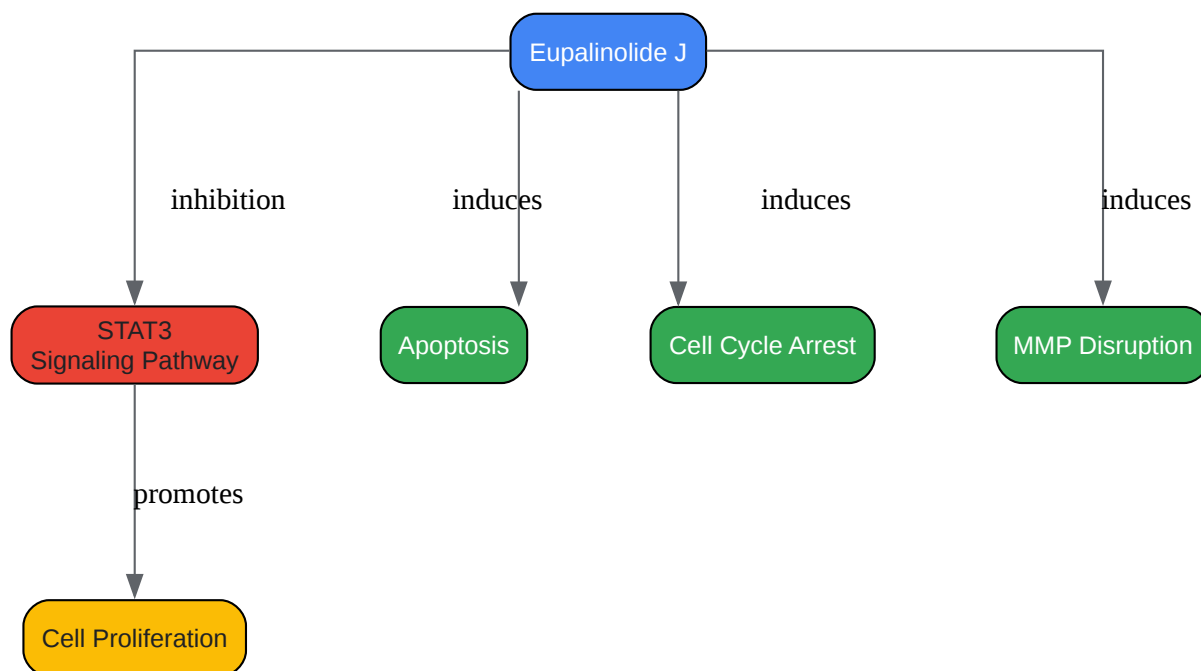 Eupalinolide J
inhibition
induces
induces
induces
STAT3
Signaling Pathway
Apoptosis
Cell Cycle Arrest
MMP Disruption
promotes
Cell Proliferation